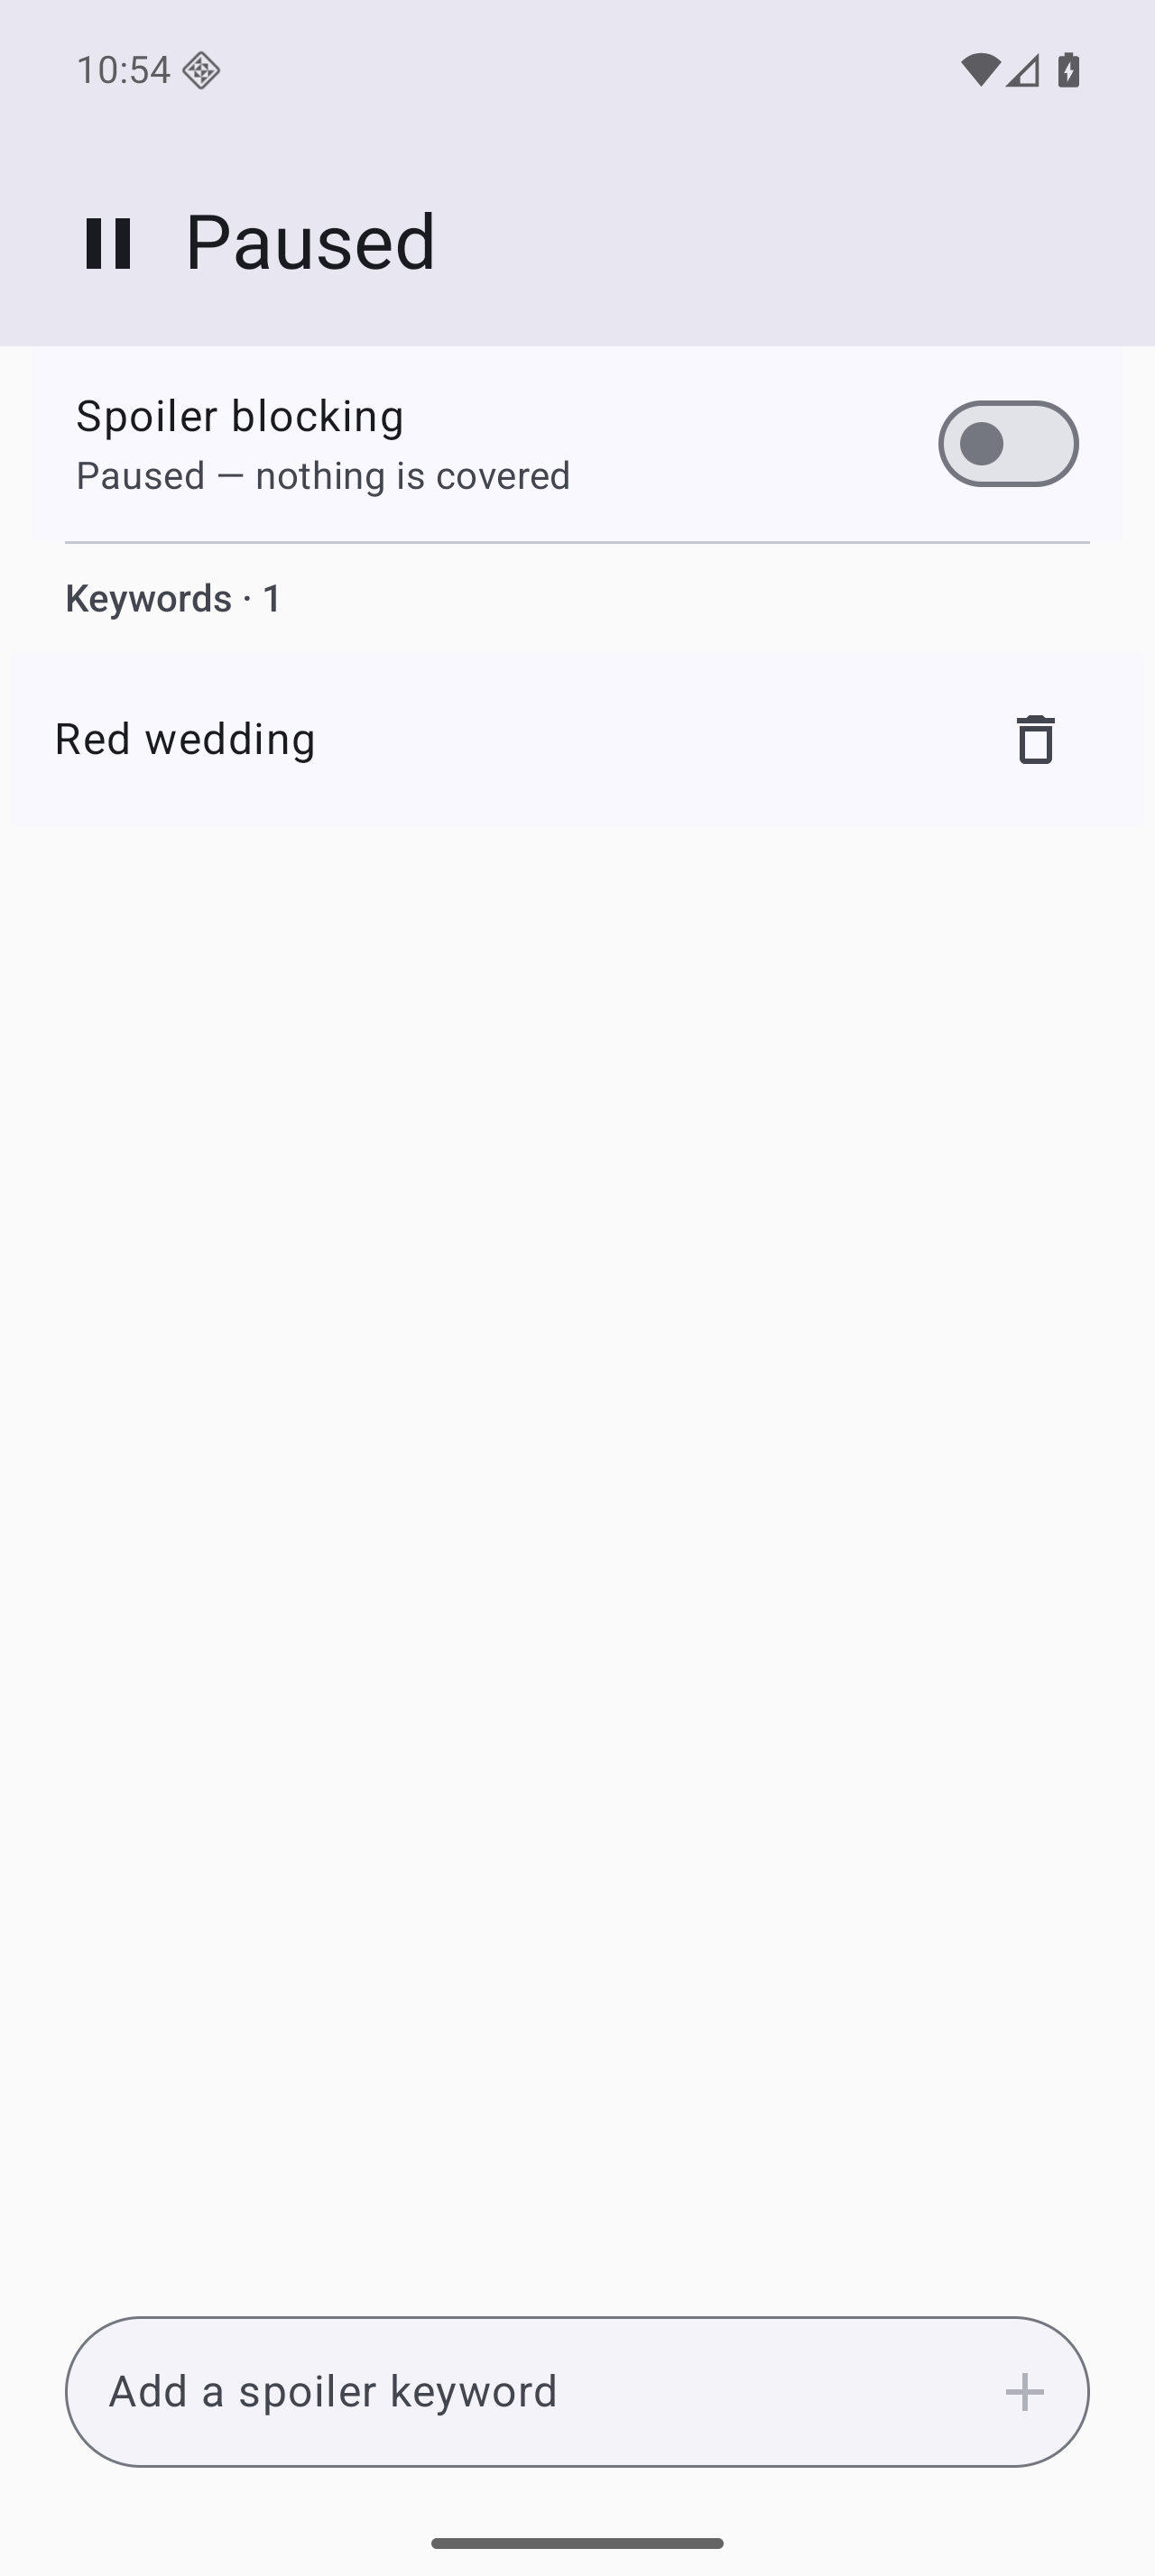 10:54
Paused
Spoiler blocking
Paused — nothing is covered
Keywords · 1
Red wedding
Add a spoiler keyword